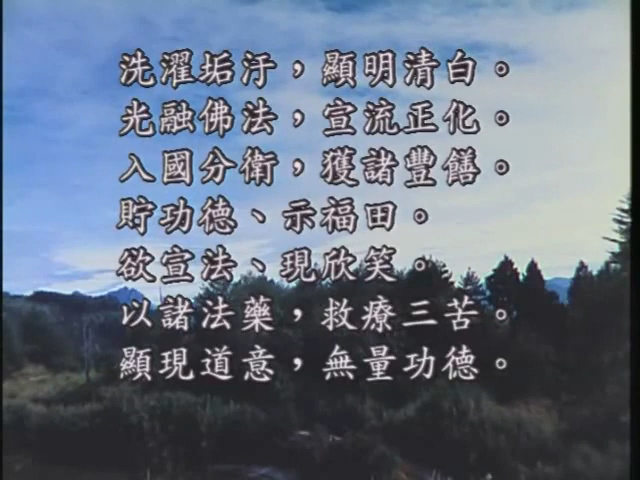 洗濯垢汙，顯明清白。
光融佛法，宣流正化。
入國分衛，獲諸豐饍。
貯功德、示福田。
欲宣法、現欣笑。
以諸法藥，救療三苦。
顯現道意，無量功德。